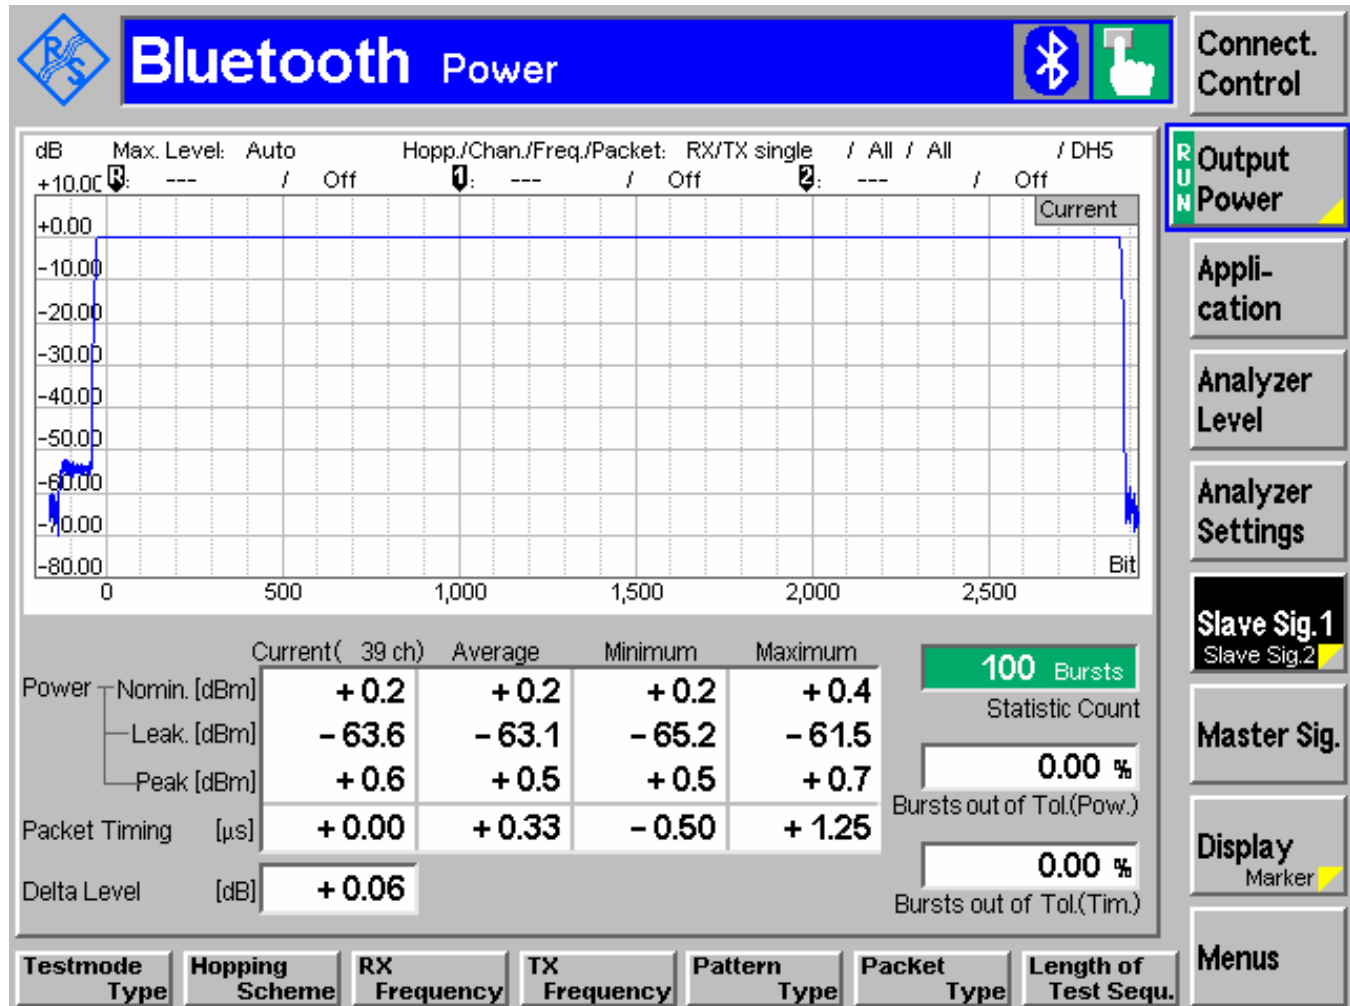 R&S
Bluetooth Power
Connect.
Control
dB Max. Level: Auto Hopp./Chan./Freq./Packet: RX/TX single / All / All / DH5
+10.00 R: --- / Off 1: --- / Off 2: --- / Off
Current
+0.00
-10.00
-20.00
-30.00
-40.00
-50.00
-60.00
-70.00
-80.00
Bit
0 500 1,000 1,500 2,000 2,500
Current( 39 ch) Average Minimum Maximum
Power Nomin. [dBm] +0.2 +0.2 +0.2 +0.4
Leak. [dBm] -63.6 -63.1 -65.2 -61.5
Peak [dBm] +0.6 +0.5 +0.5 +0.7
Packet Timing [µs] +0.00 +0.33 -0.50 +1.25
Delta Level [dB] +0.06
100 Bursts
Statistic Count
0.00 %
Bursts out of Tol.(Pow.)
0.00 %
Bursts out of Tol.(Tim.)
RUN
Output
Power
Appli-
cation
Analyzer
Level
Analyzer
Settings
Slave Sig.1
Slave Sig.2
Master Sig.
Display
Marker
Menus
Testmode
Type
Hopping
Scheme
RX
Frequency
TX
Frequency
Pattern
Type
Packet
Type
Length of
Test Sequ.